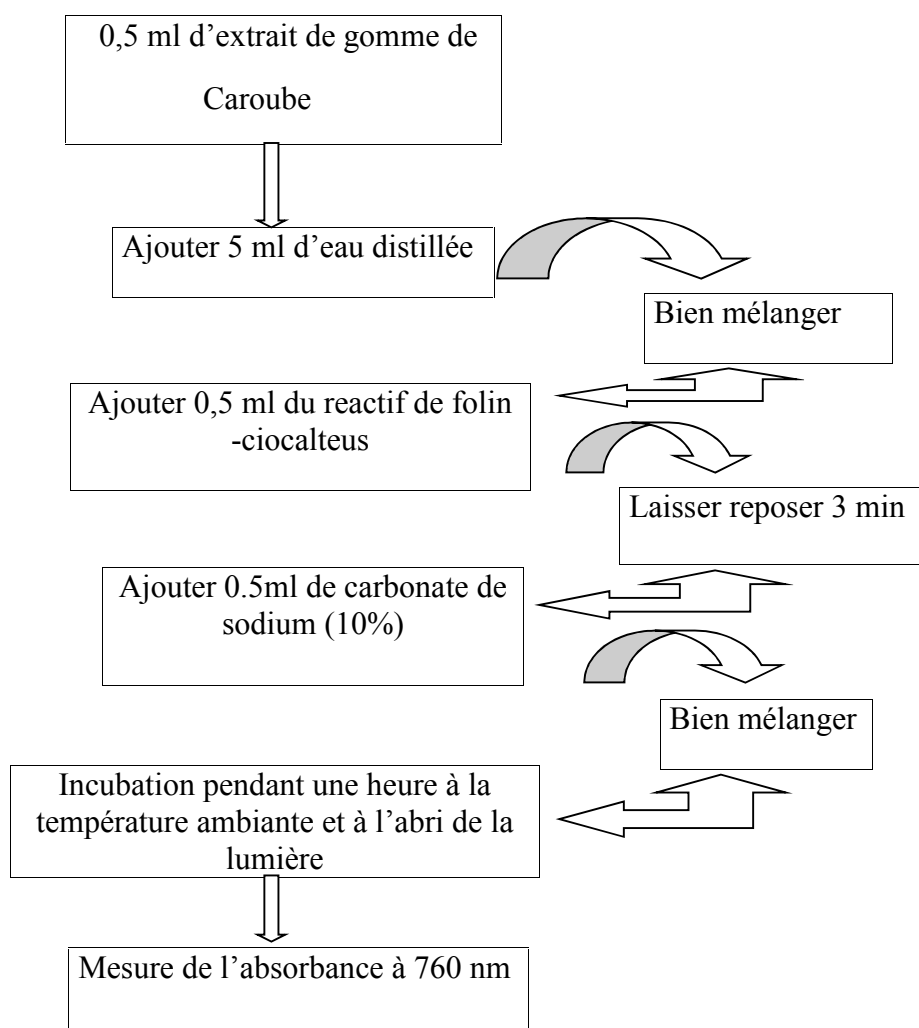 0,5 ml d’extrait de gomme de
Caroube
Ajouter 5 ml d’eau distillée
Bien mélanger
Ajouter 0,5 ml du reactif de folin
-ciocalteus
Laisser reposer 3 min
Ajouter 0.5ml de carbonate de
sodium (10%)
Bien mélanger
Incubation pendant une heure à la
température ambiante et à l’abri de la
lumière
Mesure de l’absorbance à 760 nm